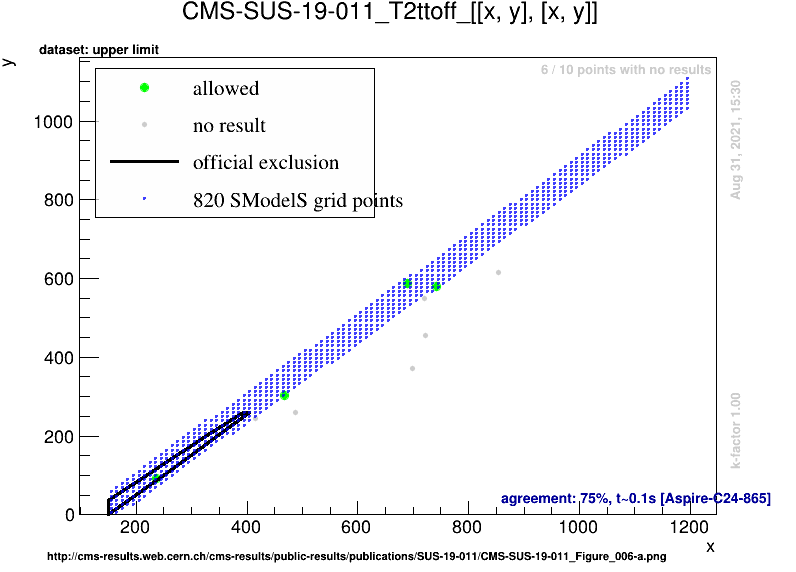 CMS-SUS-19-011_T2ttoff_[[x, y], [x, y]]
dataset: upper limit
y
6 / 10 points with no results
allowed
no result
official exclusion
820 SModelS grid points
Aug 31, 2021, 15:30
k-factor 1.00
1000
800
600
400
200
0
agreement: 75%, t~0.1s [Aspire-C24-865]
200 400 600 800 1000 1200
x
http://cms-results.web.cern.ch/cms-results/public-results/publications/SUS-19-011/CMS-SUS-19-011_Figure_006-a.png